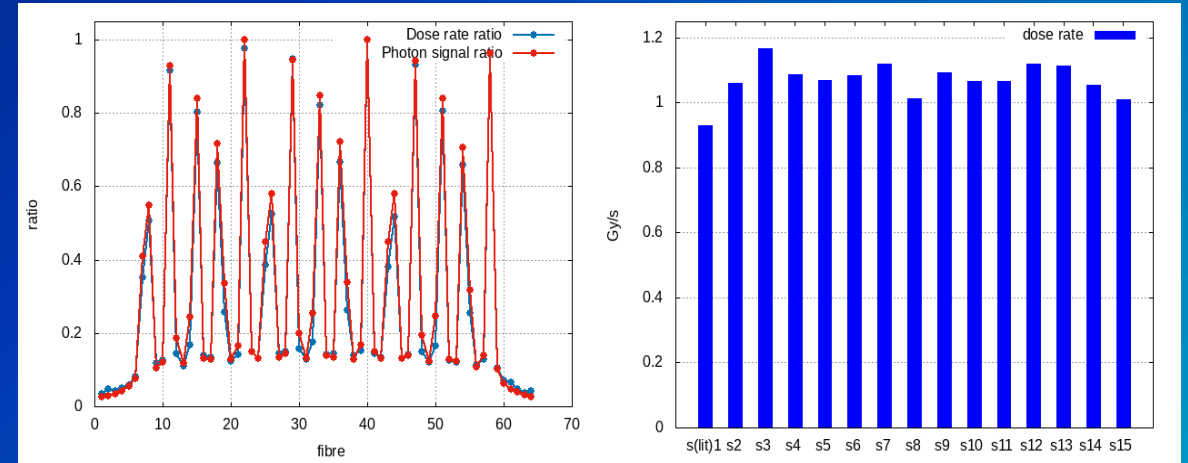 Dose rate ratio
Photon signal ratio
1
0.8
0.6
0.4
0.2
0
ratio
0 10 20 30 40 50 60 70
fibre
dose rate
1.2
1
0.8
0.6
0.4
0.2
0
Gy/s
s(lit)1 s2 s3 s4 s5 s6 s7 s8 s9 s10 s11 s12 s13 s14 s15